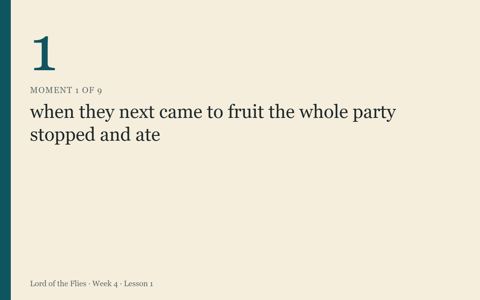 1
MOMENT 1 OF 9
when they next came to fruit the whole party
stopped and ate
Lord of the Flies · Week 4 · Lesson 1